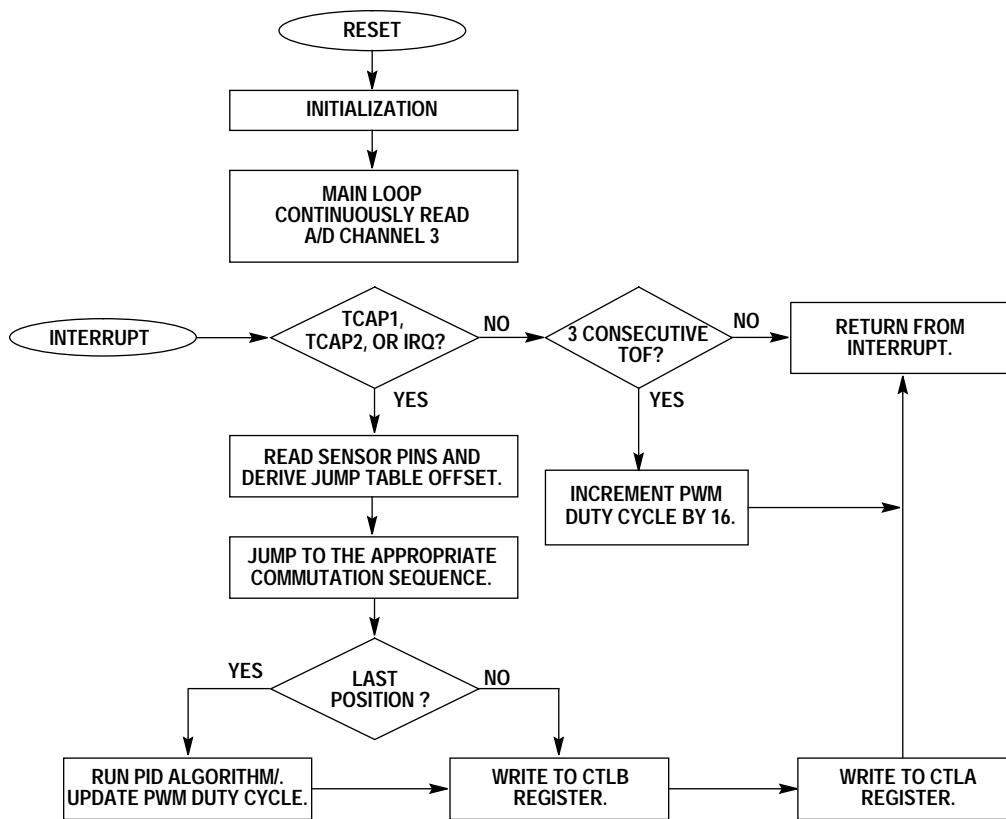 RESET
INITIALIZATION
MAIN LOOP
CONTINUOUSLY READ
A/D CHANNEL 3
INTERRUPT
TCAP1,
TCAP2, OR IRQ?
NO
3 CONSECUTIVE
TOF?
NO
RETURN FROM
INTERRUPT.
YES
YES
READ SENSOR PINS AND
DERIVE JUMP TABLE OFFSET.
INCREMENT PWM
DUTY CYCLE BY 16.
JUMP TO THE APPROPRIATE
COMMUTATION SEQUENCE.
YES
LAST
POSITION ?
NO
RUN PID ALGORITHM/.
UPDATE PWM DUTY CYCLE.
WRITE TO CTLB
REGISTER.
WRITE TO CTLA
REGISTER.